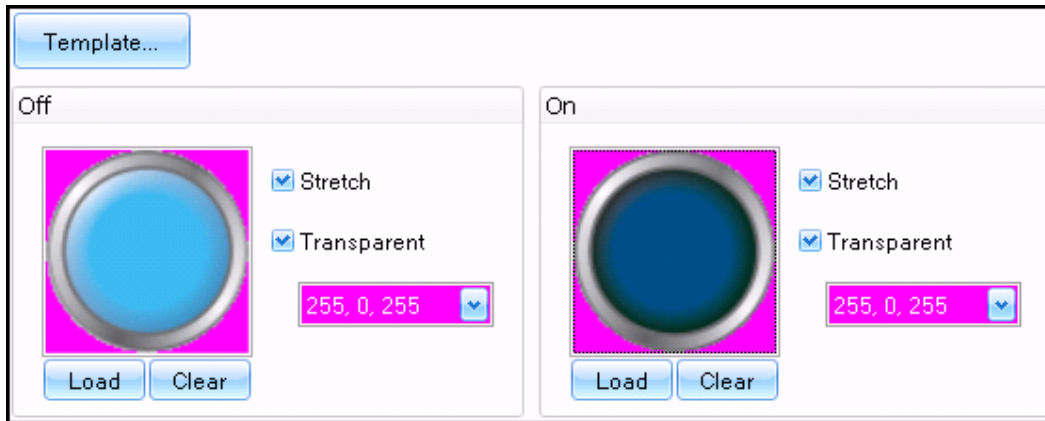 Template...
Off
On
Stretch
Stretch
Transparent
Transparent
255, 0, 255
255, 0, 255
Load
Clear
Load
Clear